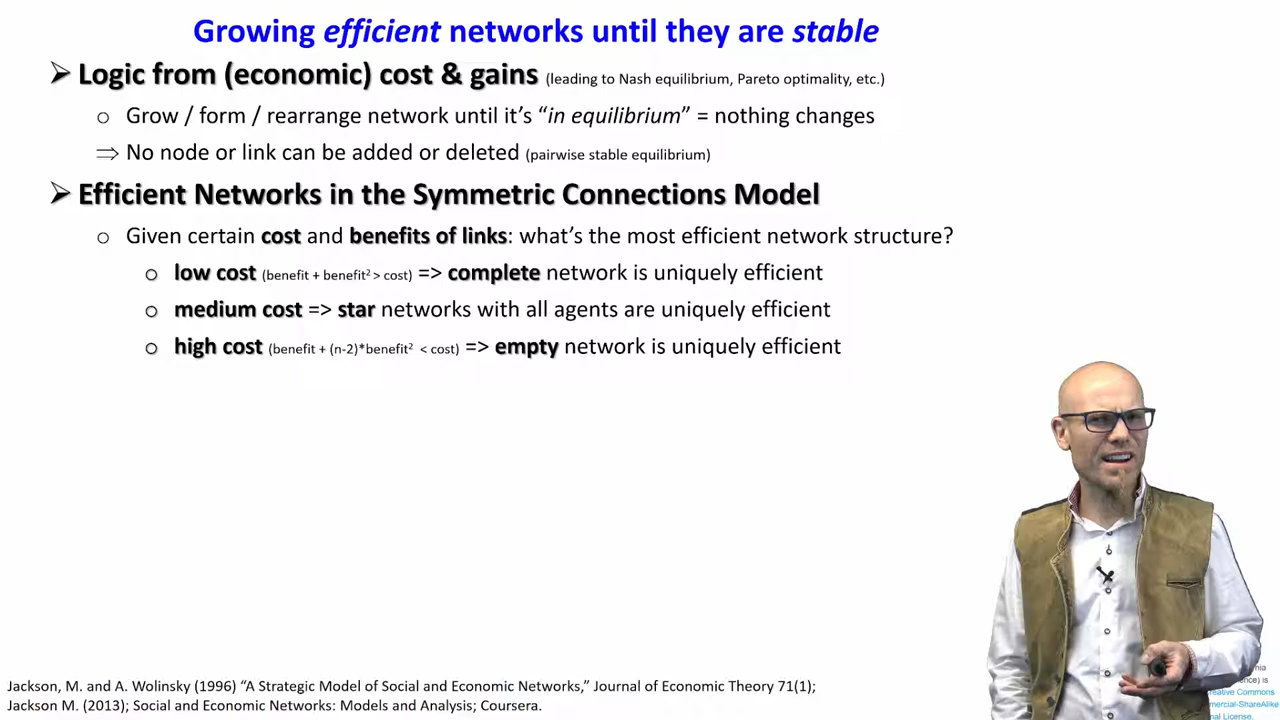 Growing efficient networks until they are stable
➢ Logic from (economic) cost & gains (leading to Nash equilibrium, Pareto optimality, etc.)
○ Grow / form / rearrange network until it's “in equilibrium” = nothing changes
⇒ No node or link can be added or deleted (pairwise stable equilibrium)
➢ Efficient Networks in the Symmetric Connections Model
○ Given certain cost and benefits of links: what's the most efficient network structure?
○ low cost (benefit + benefit² > cost) => complete network is uniquely efficient
○ medium cost => star networks with all agents are uniquely efficient
○ high cost (benefit + (n-2)*benefit² < cost) => empty network is uniquely efficient
Jackson, M. and A. Wolinsky (1996) “A Strategic Model of Social and Economic Networks,” Journal of Economic Theory 71(1);
Jackson M. (2013); Social and Economic Networks: Models and Analysis; Coursera.
is
Commons
License.